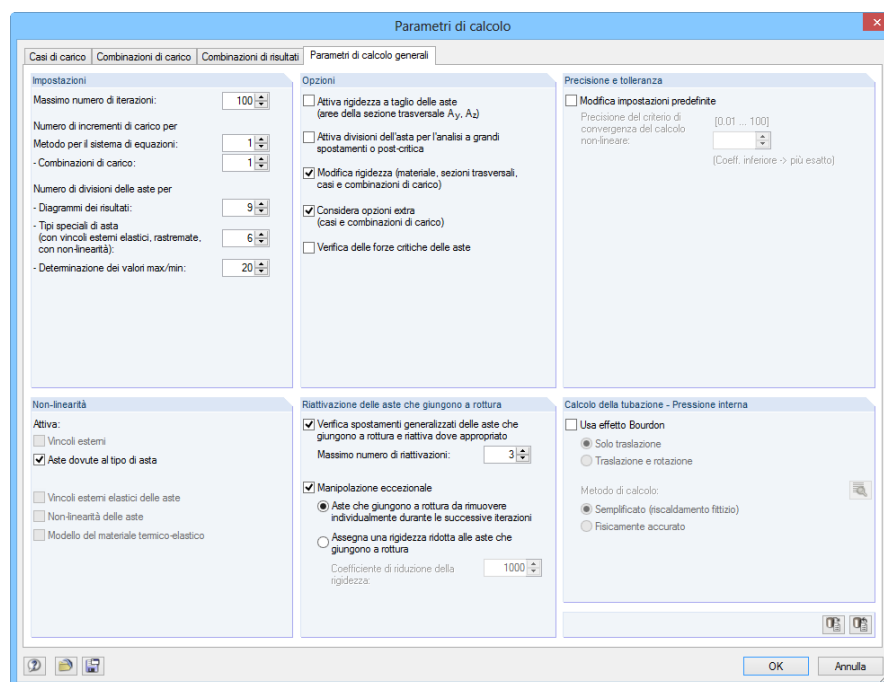 Parametri di calcolo
Casi di carico
Combinazioni di carico
Combinazioni di risultati
Parametri di calcolo generali
Impostazioni
Massimo numero di iterazioni:
100
Numero di incrementi di carico per
Metodo per il sistema di equazioni:
1
- Combinazioni di carico:
1
Numero di divisioni delle aste per
- Diagrammi dei risultati:
9
- Tipi speciali di asta
(con vincoli esterni elastici, rastremate,
con non-linearità):
6
- Determinazione dei valori max/min:
20
Opzioni
Attiva rigidezza a taglio delle aste
(aree della sezione trasversale Ay, Az)
Attiva divisioni dell'asta per l'analisi a grandi
spostamenti o post-critica
Modifica rigidezza (materiale, sezioni trasversali,
casi e combinazioni di carico)
Considera opzioni extra
(casi e combinazioni di carico)
Verifica delle forze critiche delle aste
Precisione e tolleranza
Modifica impostazioni predefinite
Precisione del criterio di
convergenza del calcolo
non-lineare:
[0.01 ... 100]
(Coeff. inferiore -> più esatto)
Non-linearità
Attiva:
Vincoli esterni
Aste dovute al tipo di asta
Vincoli esterni elastici delle aste
Non-linearità delle aste
Modello del materiale termico-elastico
Riattivazione delle aste che giungono a rottura
Verifica spostamenti generalizzati delle aste che
giungono a rottura e riattiva dove appropriato
Massimo numero di riattivazioni:
3
Manipolazione eccezionale
Aste che giungono a rottura da rimuovere
individualmente durante le successive iterazioni
Assegna una rigidezza ridotta alle aste che
giungono a rottura
Coefficiente di riduzione della
rigidezza:
1000
Calcolo della tubazione - Pressione interna
Usa effetto Bourdon
Solo traslazione
Traslazione e rotazione
Metodo di calcolo:
Semplificato (riscaldamento fittizio)
Fisicamente accurato
OK
Annulla